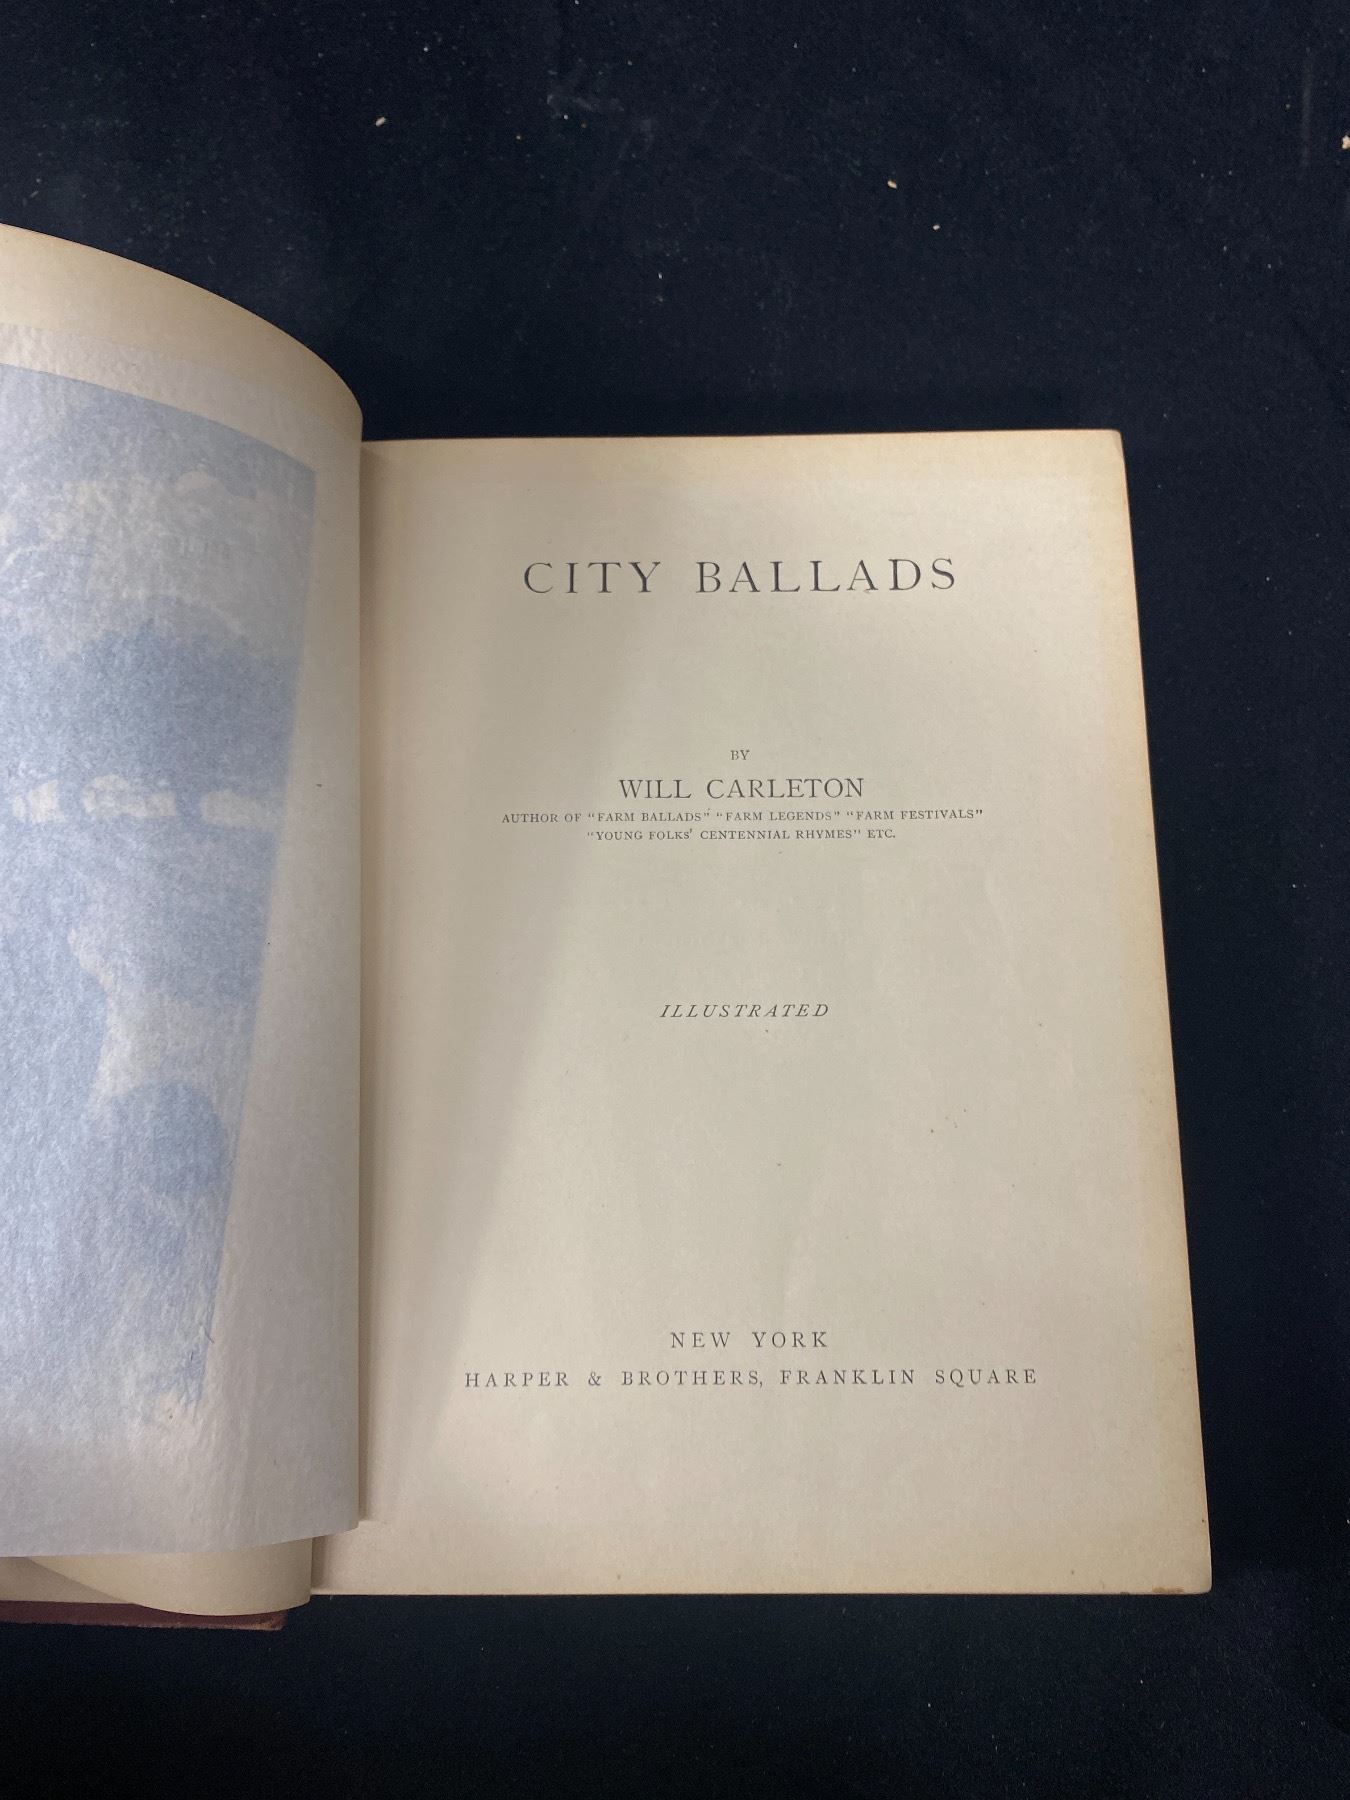 CITY BALLADS
BY
WILL CARLETON
AUTHOR OF "FARM BALLADS" "FARM LEGENDS" "FARM FESTIVALS"
"YOUNG FOLKS' CENTENNIAL RHYMES" ETC.
ILLUSTRATED
NEW YORK
HARPER & BROTHERS, FRANKLIN SQUARE